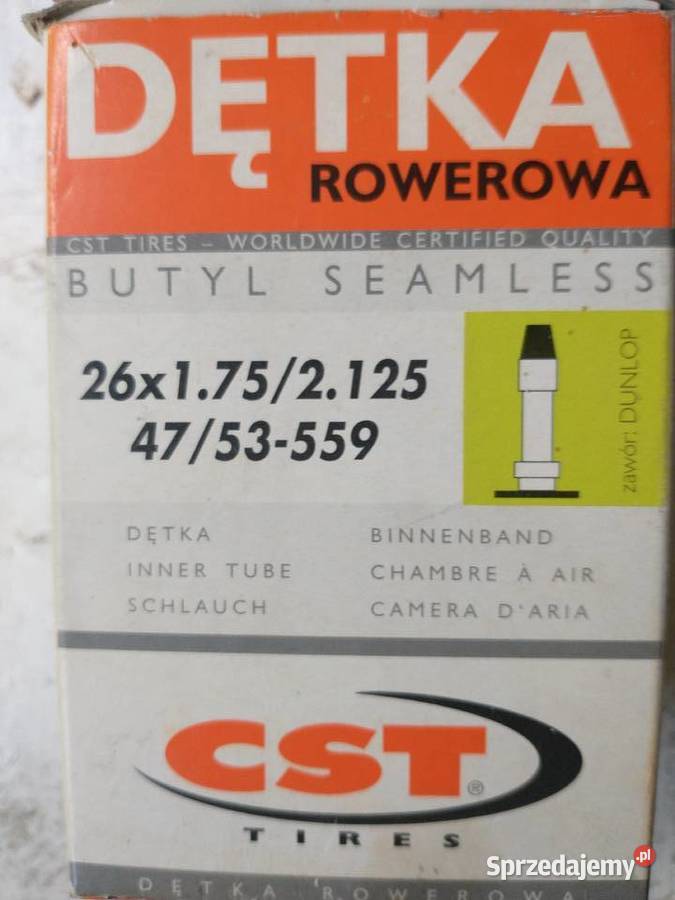 DĘTKA
ROWEROWA
CST TIRES – WORLDWIDE CERTIFIED QUALITY
BUTYL SEAMLESS
26x1.75/2.125
47/53-559
zawór: DUNLOP
DĘTKA BINNENBAND
INNER TUBE CHAMBRE À AIR
SCHLAUCH CAMERA D'ARIA
CST®
TIRES
DĘTKA ROWEROWA
Sprzedajemy.pl